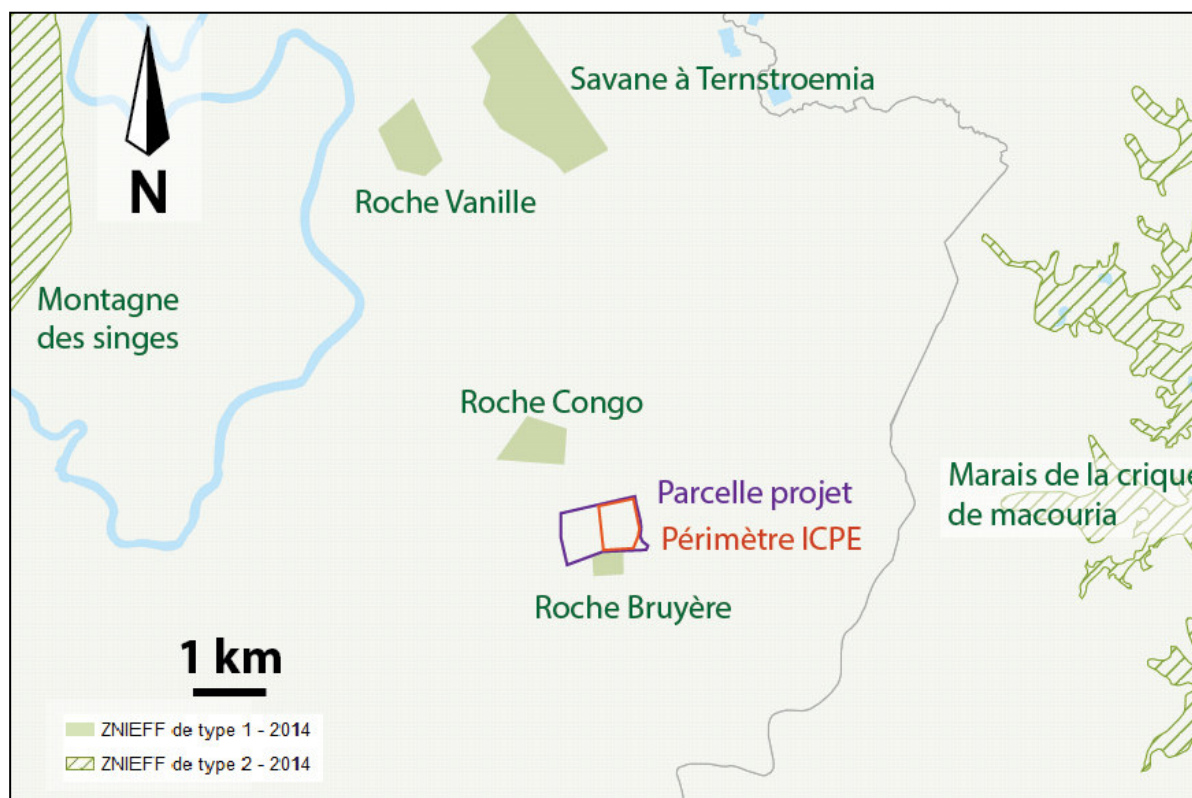 Savane à Ternstroemia
N
Roche Vanille
Montagne
des singes
Roche Congo
Parcelle projet
Marais de la crique
de macouria
Périmètre ICPE
Roche Bruyère
1 km
ZNIEFF de type 1 - 2014
ZNIEFF de type 2 - 2014